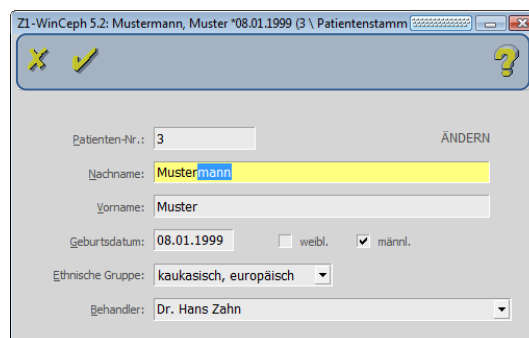 Z1-WinCeph 5.2: Mustermann, Muster *08.01.1999 (3 \ Patientenstamm
Patienten-Nr.: 3 ÄNDERN
Nachname: Mustermann
Vorname: Muster
Geburtsdatum: 08.01.1999 weibl. männl.
Ethnische Gruppe: kaukasisch, europäisch
Behandler: Dr. Hans Zahn